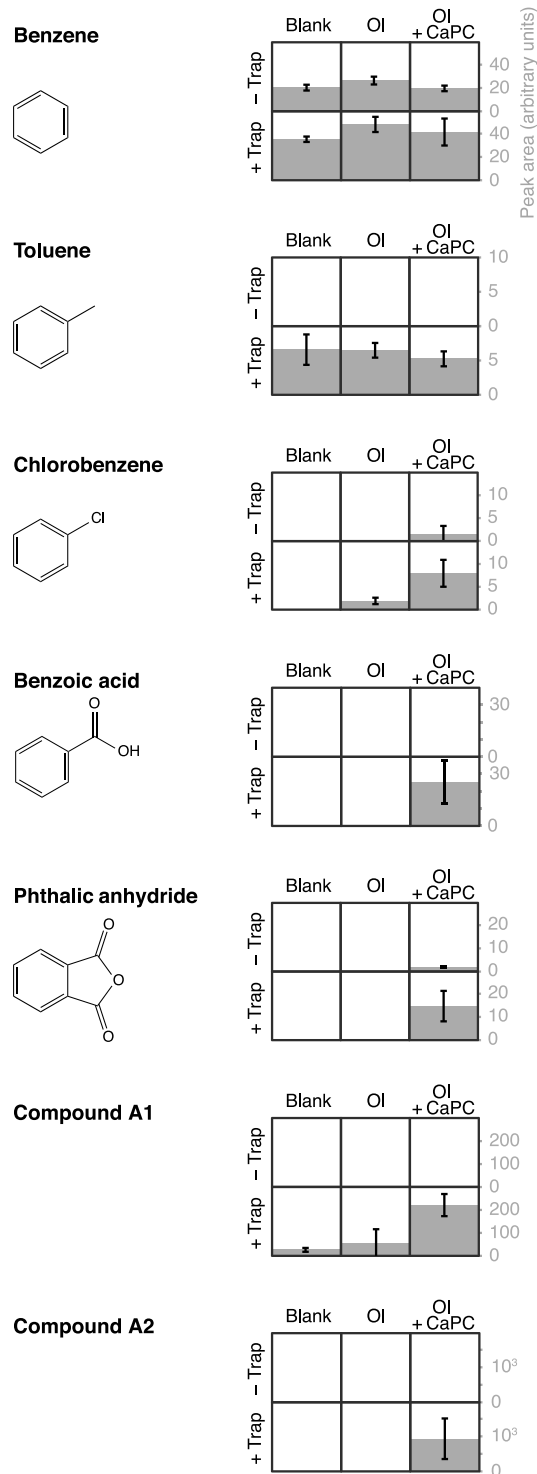 Benzene
Blank OI OI + CaPC
− Trap
40
20
0
+ Trap
40
20
0
Peak area (arbitrary units)
Toluene
Blank OI OI + CaPC
− Trap
10
5
0
+ Trap
5
0
Chlorobenzene
Cl
Blank OI OI + CaPC
− Trap
10
5
0
+ Trap
10
5
0
Benzoic acid
O
OH
Blank OI OI + CaPC
− Trap
30
0
+ Trap
30
0
Phthalic anhydride
O
O
O
Blank OI OI + CaPC
− Trap
20
10
0
+ Trap
20
10
0
Compound A1
Blank OI OI + CaPC
− Trap
200
100
0
+ Trap
200
100
0
Compound A2
Blank OI OI + CaPC
− Trap
10³
0
+ Trap
10³
0